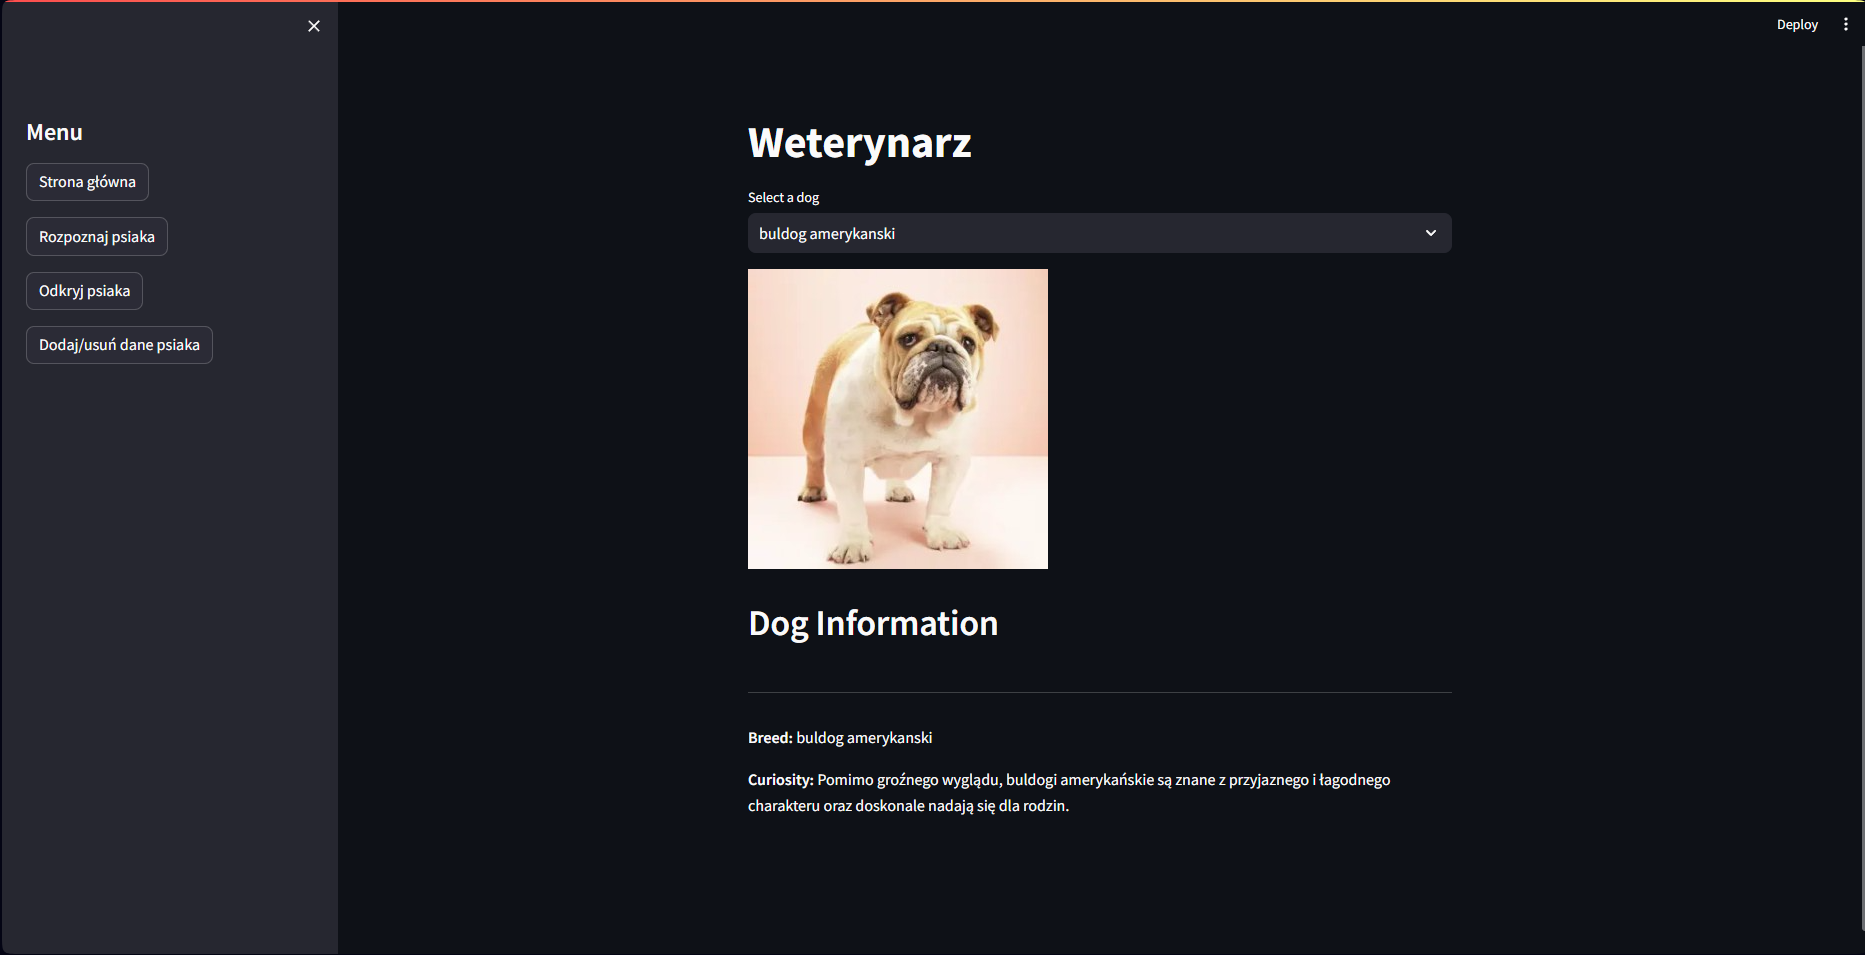 Deploy
Menu
Strona główna
Rozpoznaj psiaka
Odkryj psiaka
Dodaj/usuń dane psiaka
Weterynarz
Select a dog
buldog amerykanski
Dog Information
Breed: buldog amerykanski
Curiosity: Pomimo groźnego wyglądu, buldogi amerykańskie są znane z przyjaznego i łagodnego
charakteru oraz doskonale nadają się dla rodzin.